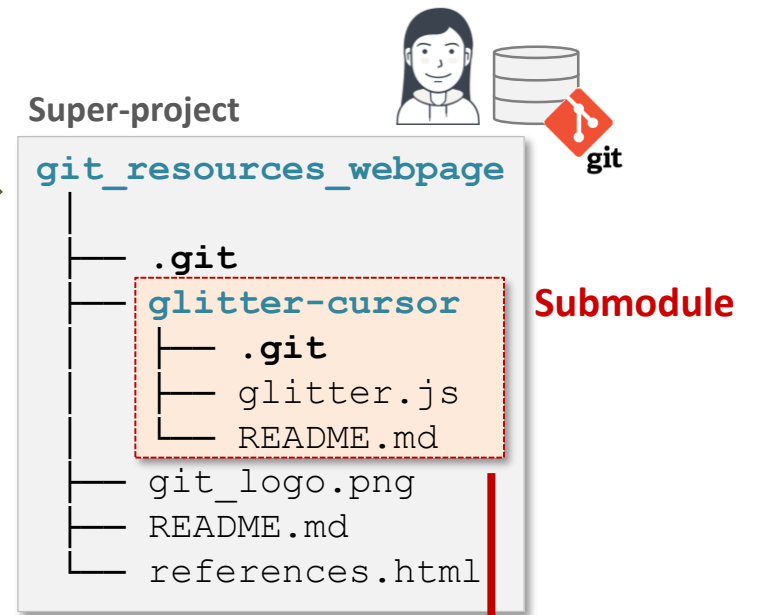 Super-project
git
git_resources_webpage
├── .git
├── glitter-cursor
│   ├── .git
│   ├── glitter.js
│   └── README.md
├── git_logo.png
├── README.md
└── references.html
Submodule